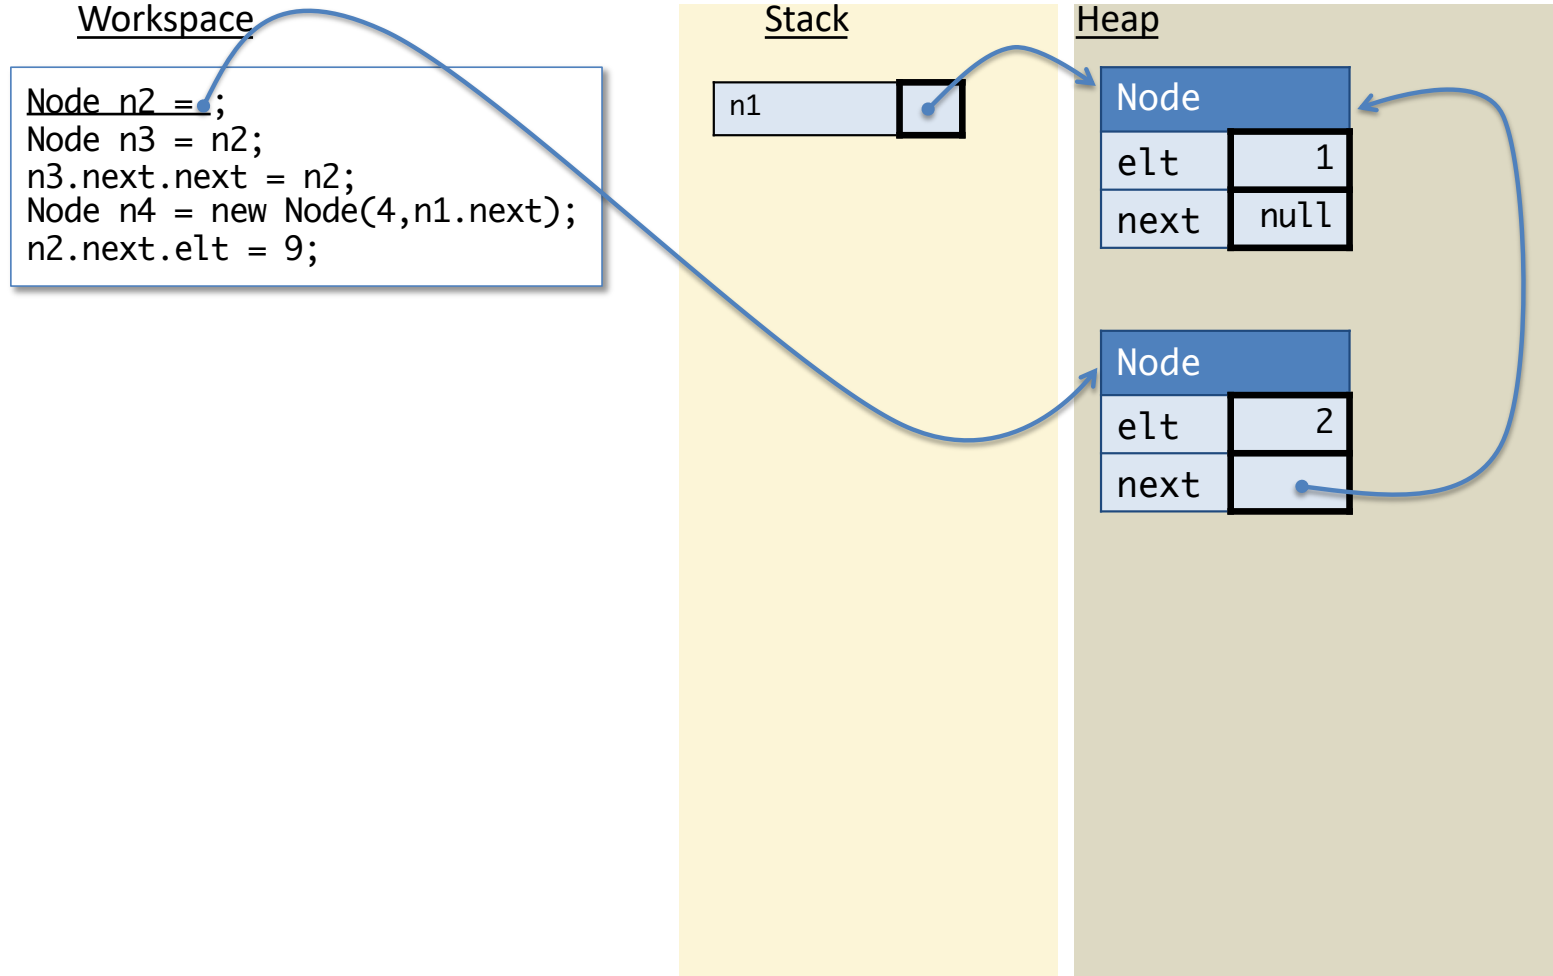 Workspace
Stack
Heap
Node n2 = ;
Node n3 = n2;
n3.next.next = n2;
Node n4 = new Node(4,n1.next);
n2.next.elt = 9;
n1
Node
elt 1
next null
Node
elt 2
next